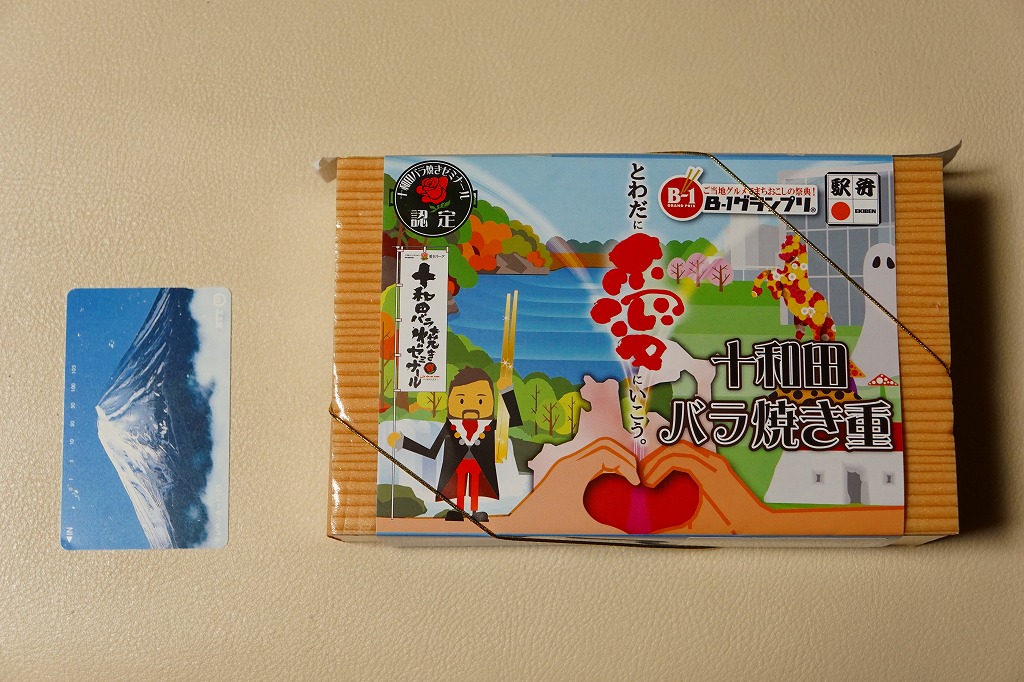 十和田バラ焼きゼミナール
認定
十和田バラ焼きゼミナール
とわだに
愛
にいこう。
B-1
GRAND PRIX
ご当地グルメでまちおこしの祭典!
B-1グランプリ®
駅弁
EKIBEN
十和田
バラ焼き重